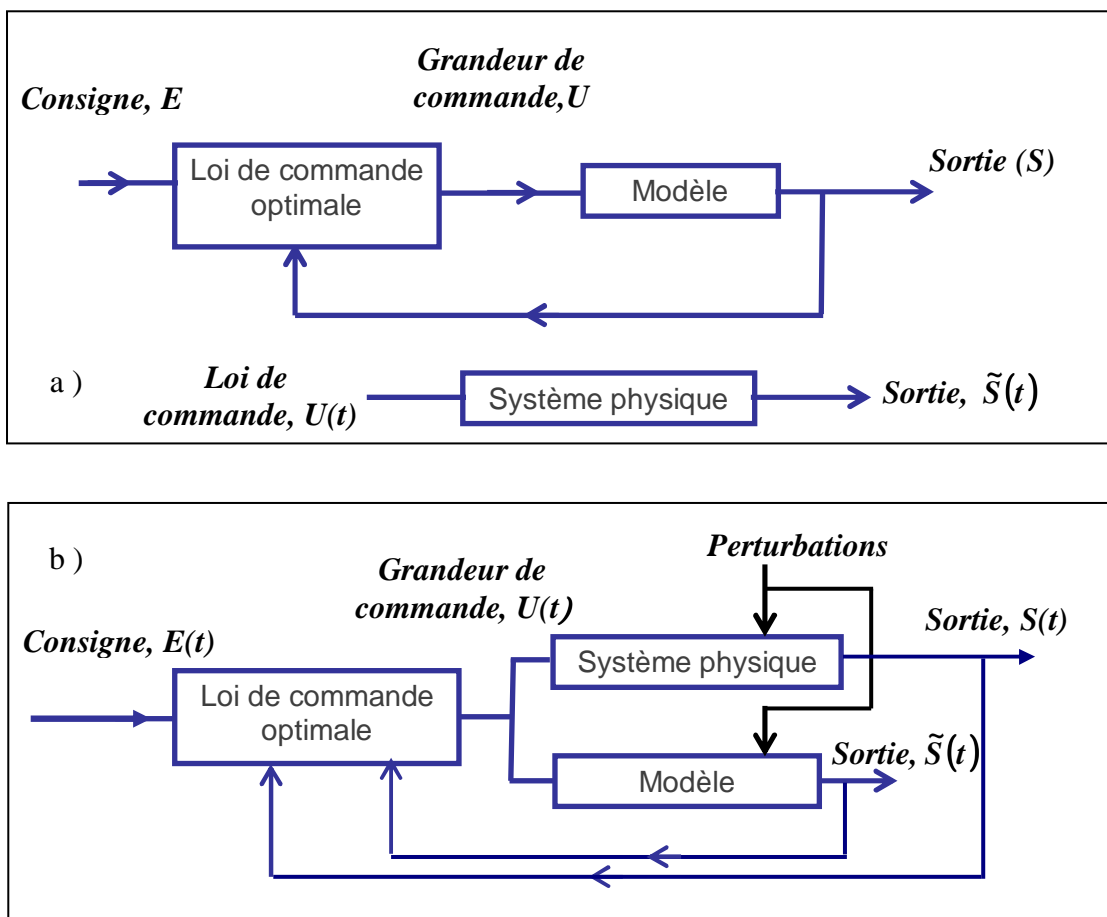 Grandeur de
commande,U
Consigne, E
Loi de commande
optimale
Modèle
Sortie (S)
a )
Loi de
commande, U(t)
Système physique
Sortie, S̃(t)
b )
Perturbations
Grandeur de
commande, U(t)
Consigne, E(t)
Sortie, S(t)
Système physique
Loi de commande
optimale
Sortie, S̃(t)
Modèle